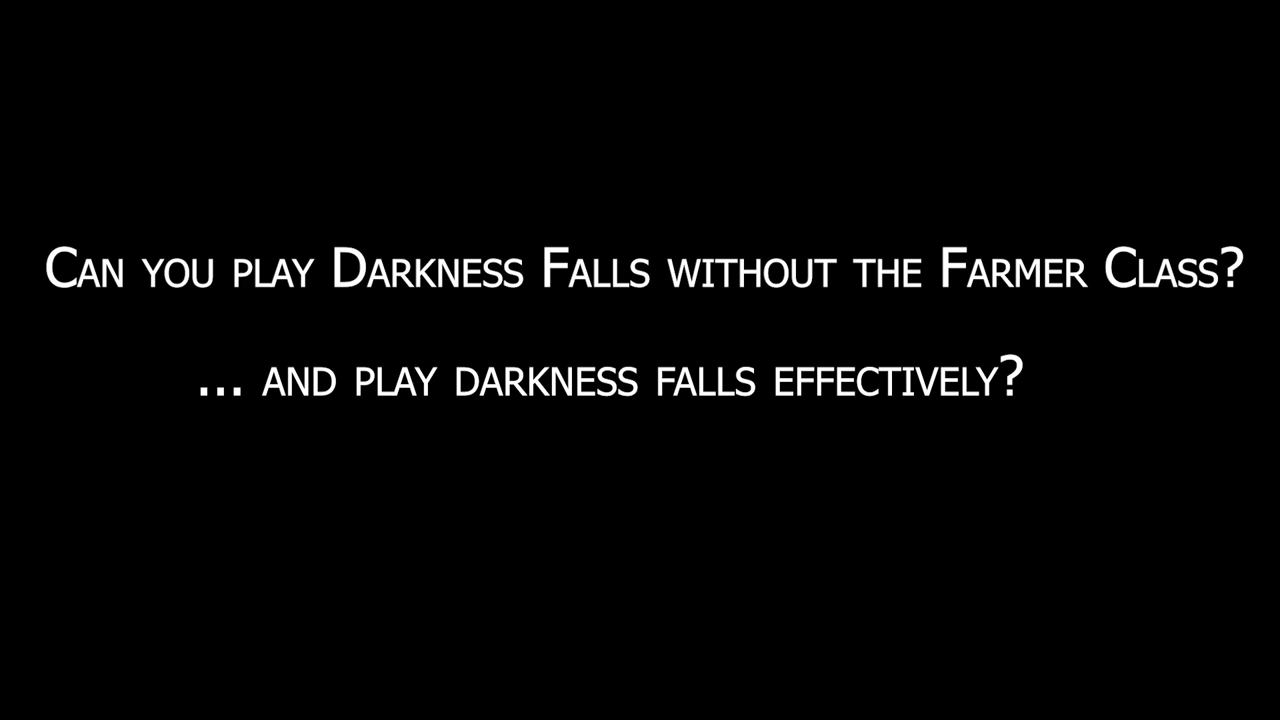 Can you play Darkness Falls without the Farmer Class?
... and play darkness falls effectively?